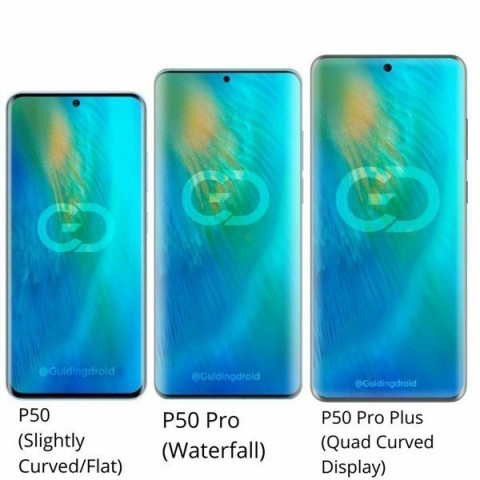 @Guidingdroid
@Guidingdroid
@Guidingdroid
P50
(Slightly
Curved/Flat)
P50 Pro
(Waterfall)
P50 Pro Plus
(Quad Curved
Display)